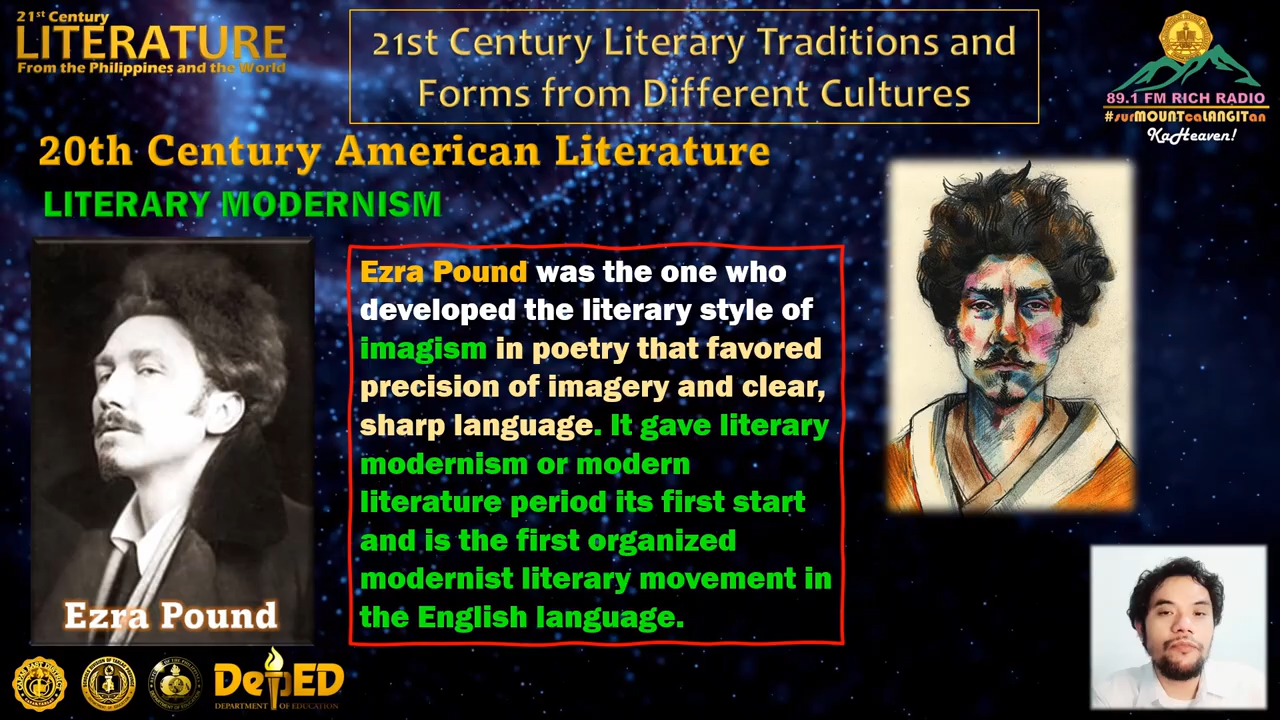 21st Century
LITERATURE
From the Philippines and the World
21st Century Literary Traditions and
Forms from Different Cultures
89.1 FM RICH RADIO
#surMOUNTcaLANGITan
KaHeaven!
20th Century American Literature
LITERARY MODERNISM
Ezra Pound was the one who
developed the literary style of
imagism in poetry that favored
precision of imagery and clear,
sharp language. It gave literary
modernism or modern
literature period its first start
and is the first organized
modernist literary movement in
the English language.
Ezra Pound
DepED
DEPARTMENT OF EDUCATION